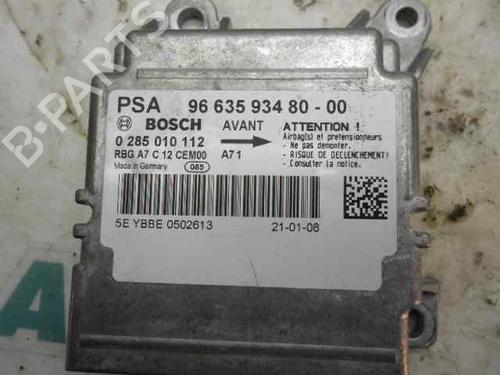 PSA 96 635 934 80 - 00
BOSCH AVANT ATTENTION !
0 285 010 112
Airbag(s) et pretensionneurs
- Ne pas demonter.
RBG A7 C 12 CEM00 A71
- RISQUE DE DECLENCHEMENT!
Made in Germany 085
- Consulter la notice.
5E YBBE 0502613 21-01-08
B-PARTS